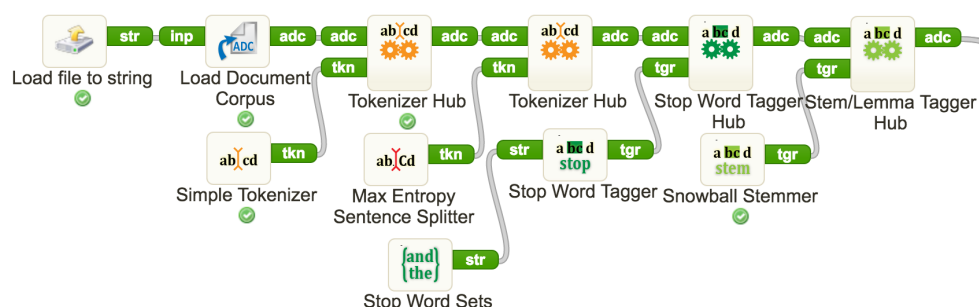 str inp adc adc adc adc adc adc adc adc adc
ADC
ab cd
ab cd
a bc d
a bc d
tkn tkn tgr tgr
Load file to string
Load Document
Corpus
Tokenizer Hub
Tokenizer Hub
Stop Word Tagger
Hub
Stem/Lemma Tagger
Hub
ab cd
tkn
Simple Tokenizer
ab Cd
tkn
Max Entropy
Sentence Splitter
str
a bc d
stop
tgr
Stop Word Tagger
a bc d
stem
tgr
Snowball Stemmer
{and
the}
str
Stop Word Sets